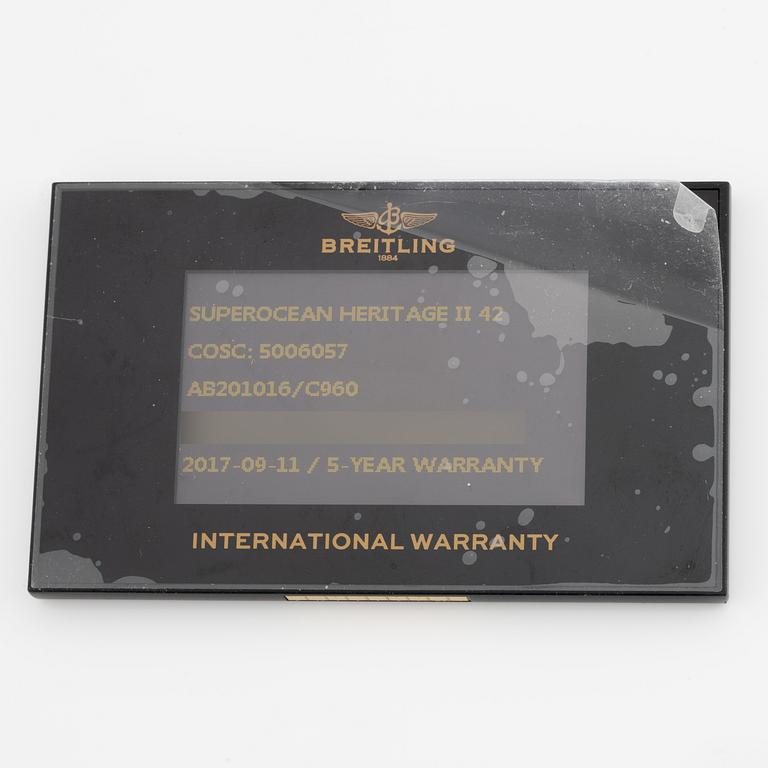 BREITLING
1884
SUPEROCEAN HERITAGE II 42
COSC: 5006057
AB201016/C960
2017-09-11 / 5-YEAR WARRANTY
INTERNATIONAL WARRANTY